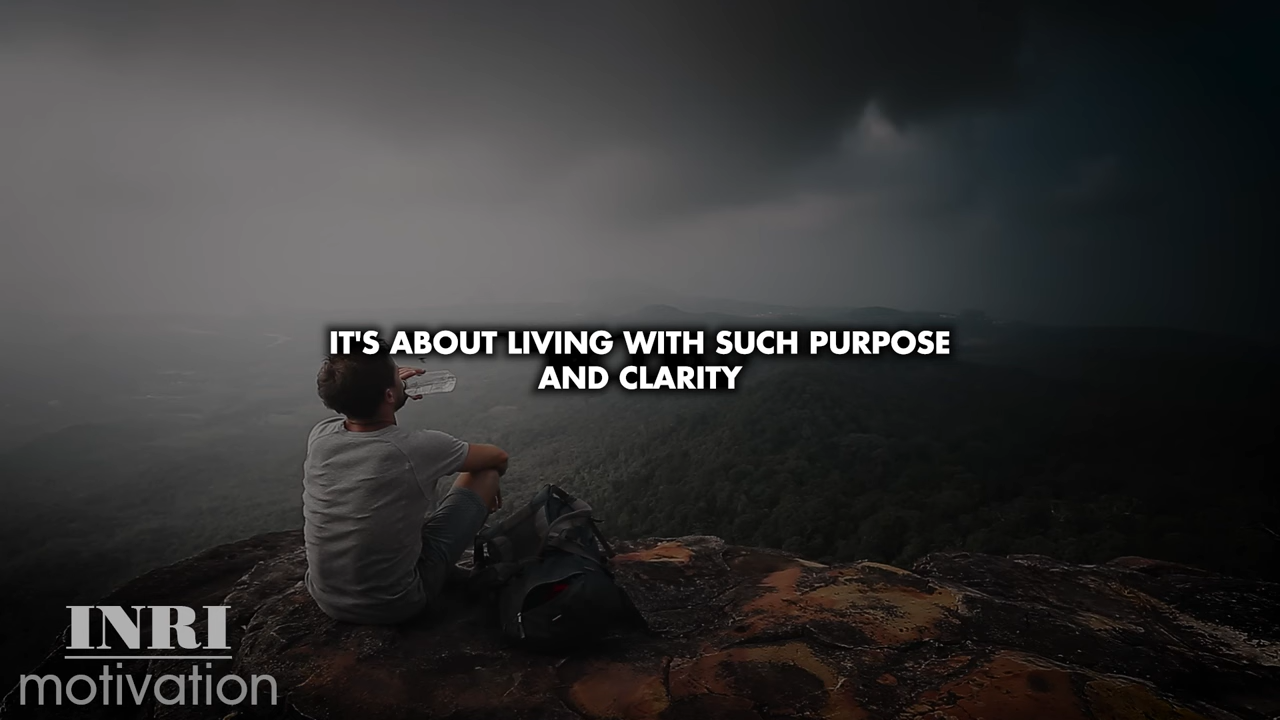 IT'S ABOUT LIVING WITH SUCH PURPOSE
AND CLARITY
INRI
motivation